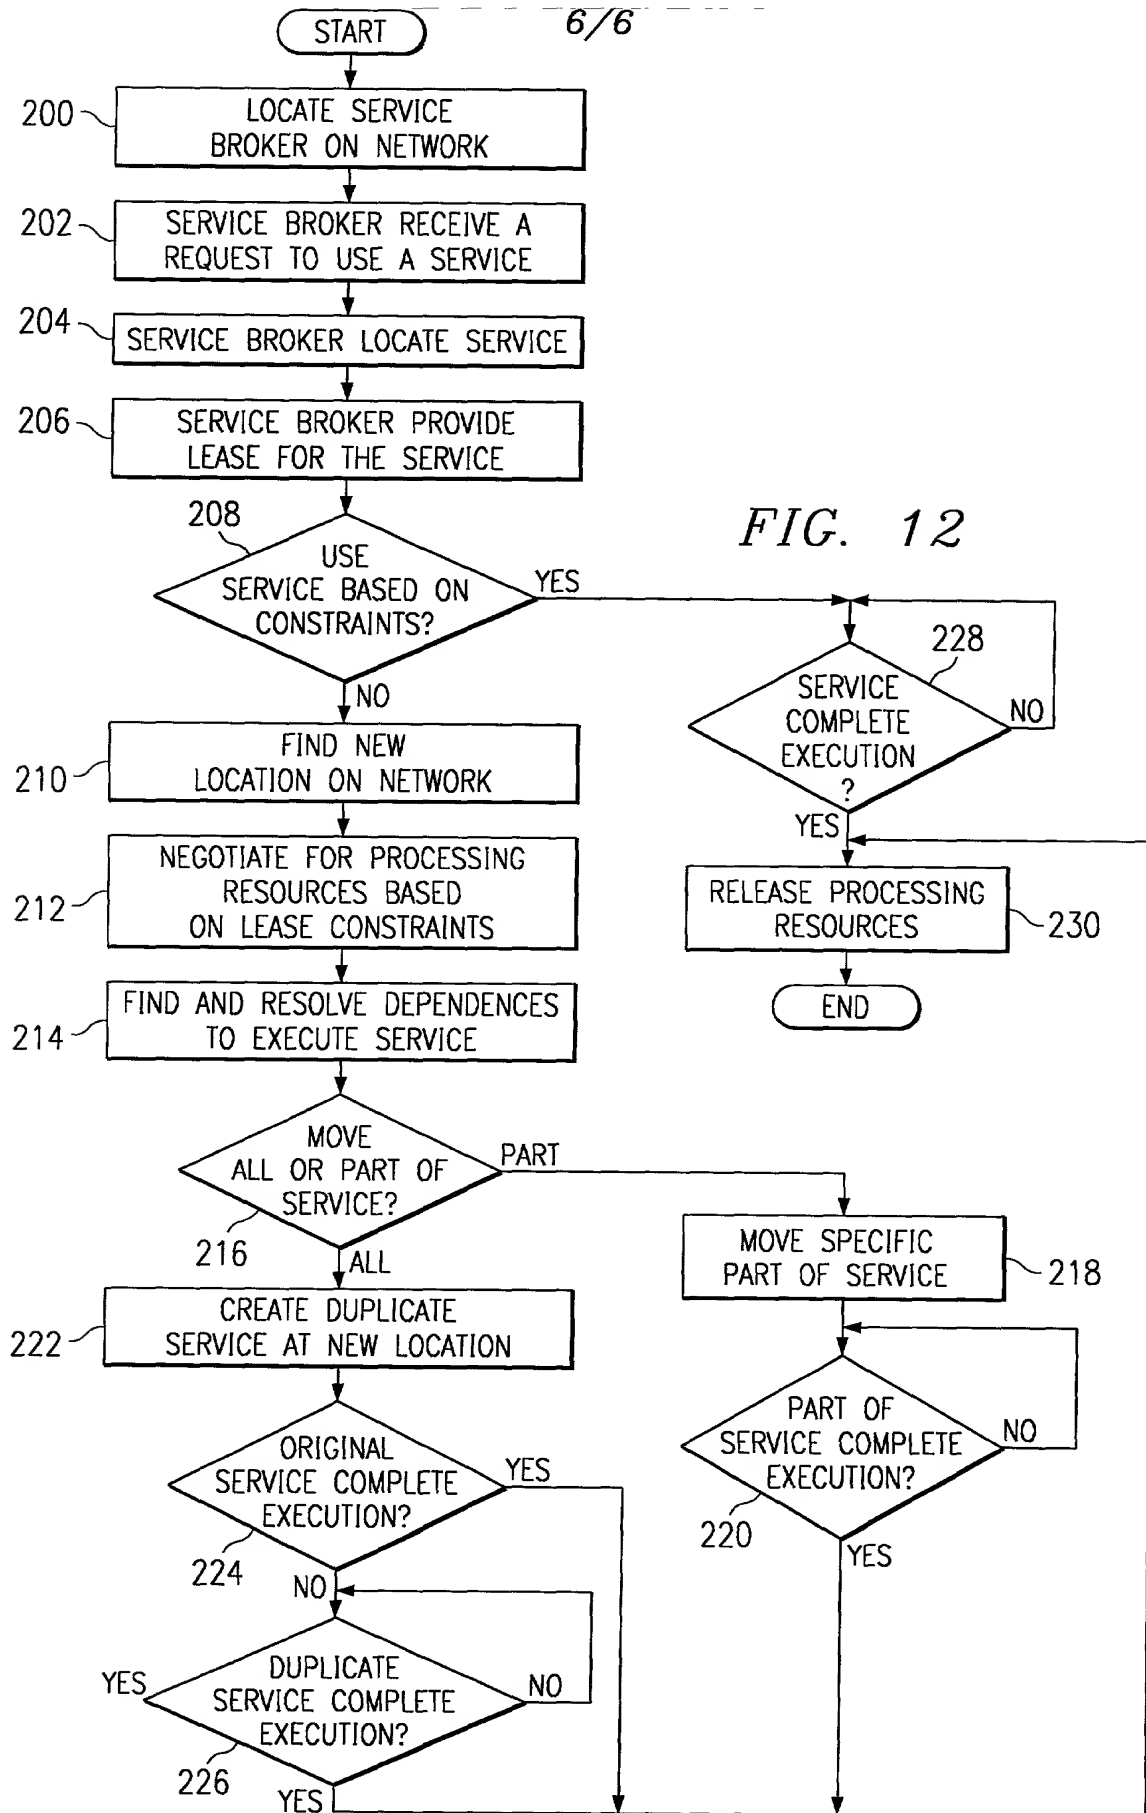 6/6
START
200
LOCATE SERVICE
BROKER ON NETWORK
202
SERVICE BROKER RECEIVE A
REQUEST TO USE A SERVICE
204
SERVICE BROKER LOCATE SERVICE
206
SERVICE BROKER PROVIDE
LEASE FOR THE SERVICE
FIG. 12
208
USE
SERVICE BASED ON
CONSTRAINTS?
YES
NO
228
SERVICE
COMPLETE
EXECUTION
?
NO
YES
210
FIND NEW
LOCATION ON NETWORK
212
NEGOTIATE FOR PROCESSING
RESOURCES BASED
ON LEASE CONSTRAINTS
RELEASE PROCESSING
RESOURCES
230
END
214
FIND AND RESOLVE DEPENDENCES
TO EXECUTE SERVICE
MOVE
ALL OR PART OF
SERVICE?
PART
216
ALL
MOVE SPECIFIC
PART OF SERVICE
218
222
CREATE DUPLICATE
SERVICE AT NEW LOCATION
PART OF
SERVICE COMPLETE
EXECUTION?
NO
220
YES
ORIGINAL
SERVICE COMPLETE
EXECUTION?
YES
224
NO
DUPLICATE
SERVICE COMPLETE
EXECUTION?
YES
NO
226
YES